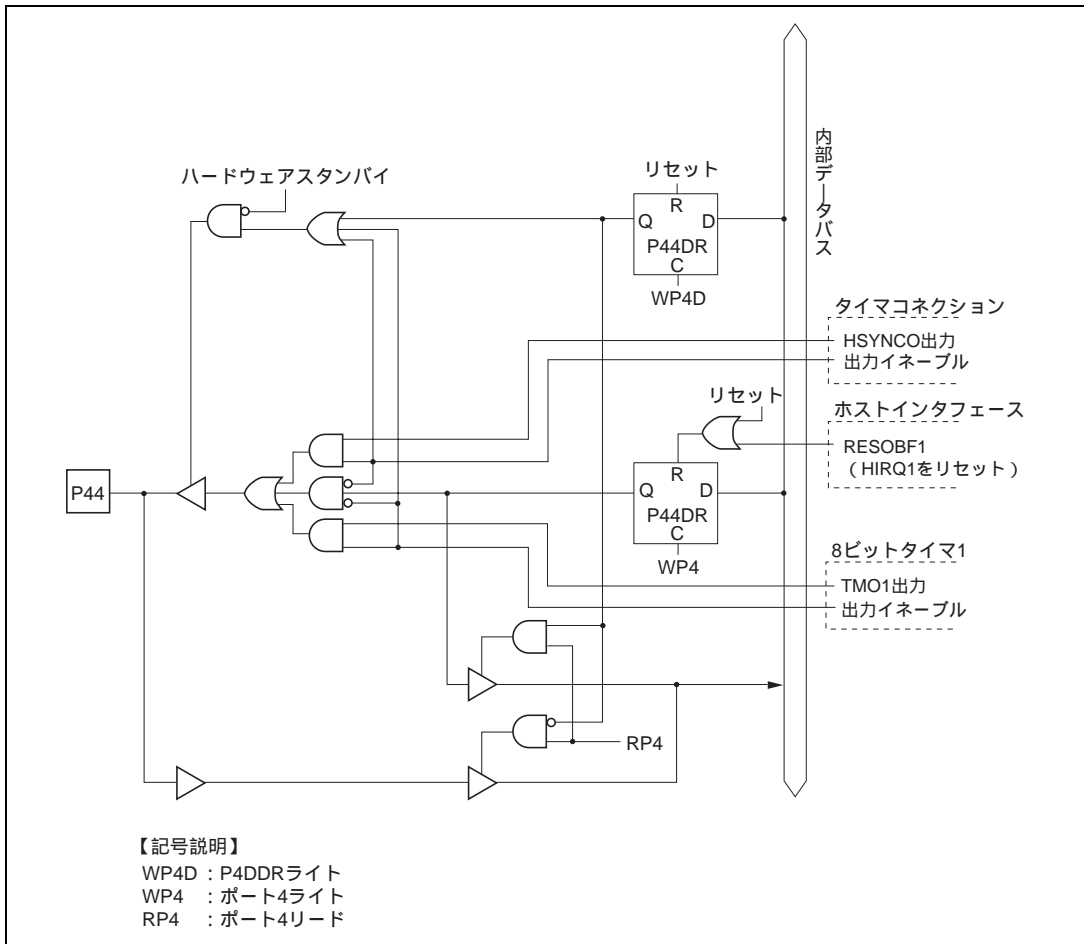 ハードウェアスタンバイ
リセット
R
Q D
P44DR
C
WP4D
内部データバス
タイマコネクション
HSYNCO出力
出力イネーブル
リセット
ホストインタフェース
RESOBF1
（HIRQ1をリセット）
P44
R
Q D
P44DR
C
WP4
8ビットタイマ1
TMO1出力
出力イネーブル
RP4
【記号説明】
WP4D：P4DDRライト
WP4 ：ポート4ライト
RP4 ：ポート4リード